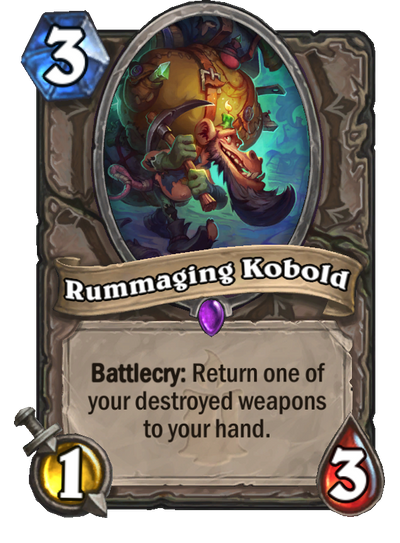 3
Rummaging Kobold
Battlecry: Return one of
your destroyed weapons
to your hand.
1
3